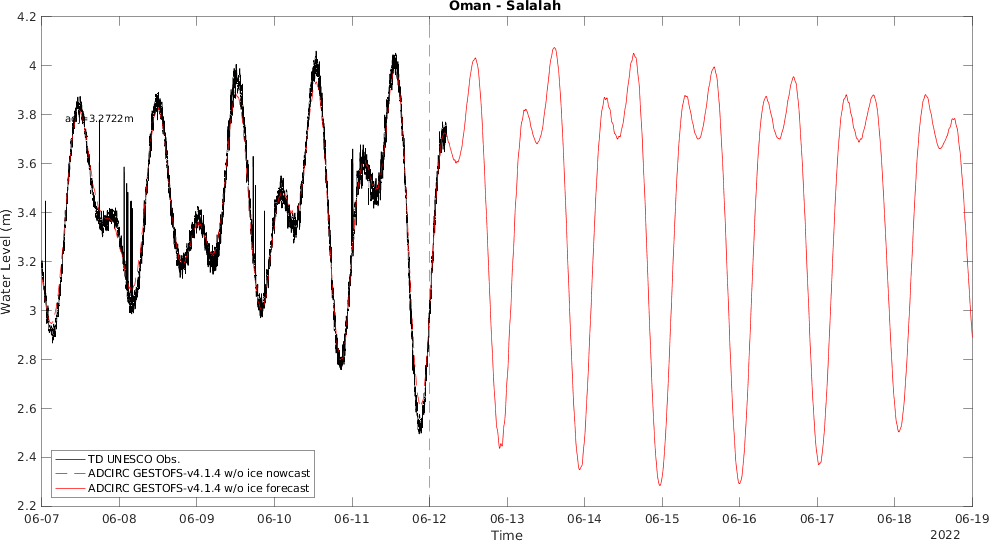 Oman - Salalah
4.2
4
3.8
3.6
3.4
3.2
3
2.8
2.6
2.4
2.2
Water Level (m)
adj=3.2722m
TD UNESCO Obs.
ADCIRC GESTOFS-v4.1.4 w/o ice nowcast
ADCIRC GESTOFS-v4.1.4 w/o ice forecast
06-07 06-08 06-09 06-10 06-11 06-12 06-13 06-14 06-15 06-16 06-17 06-18 06-19
Time
2022